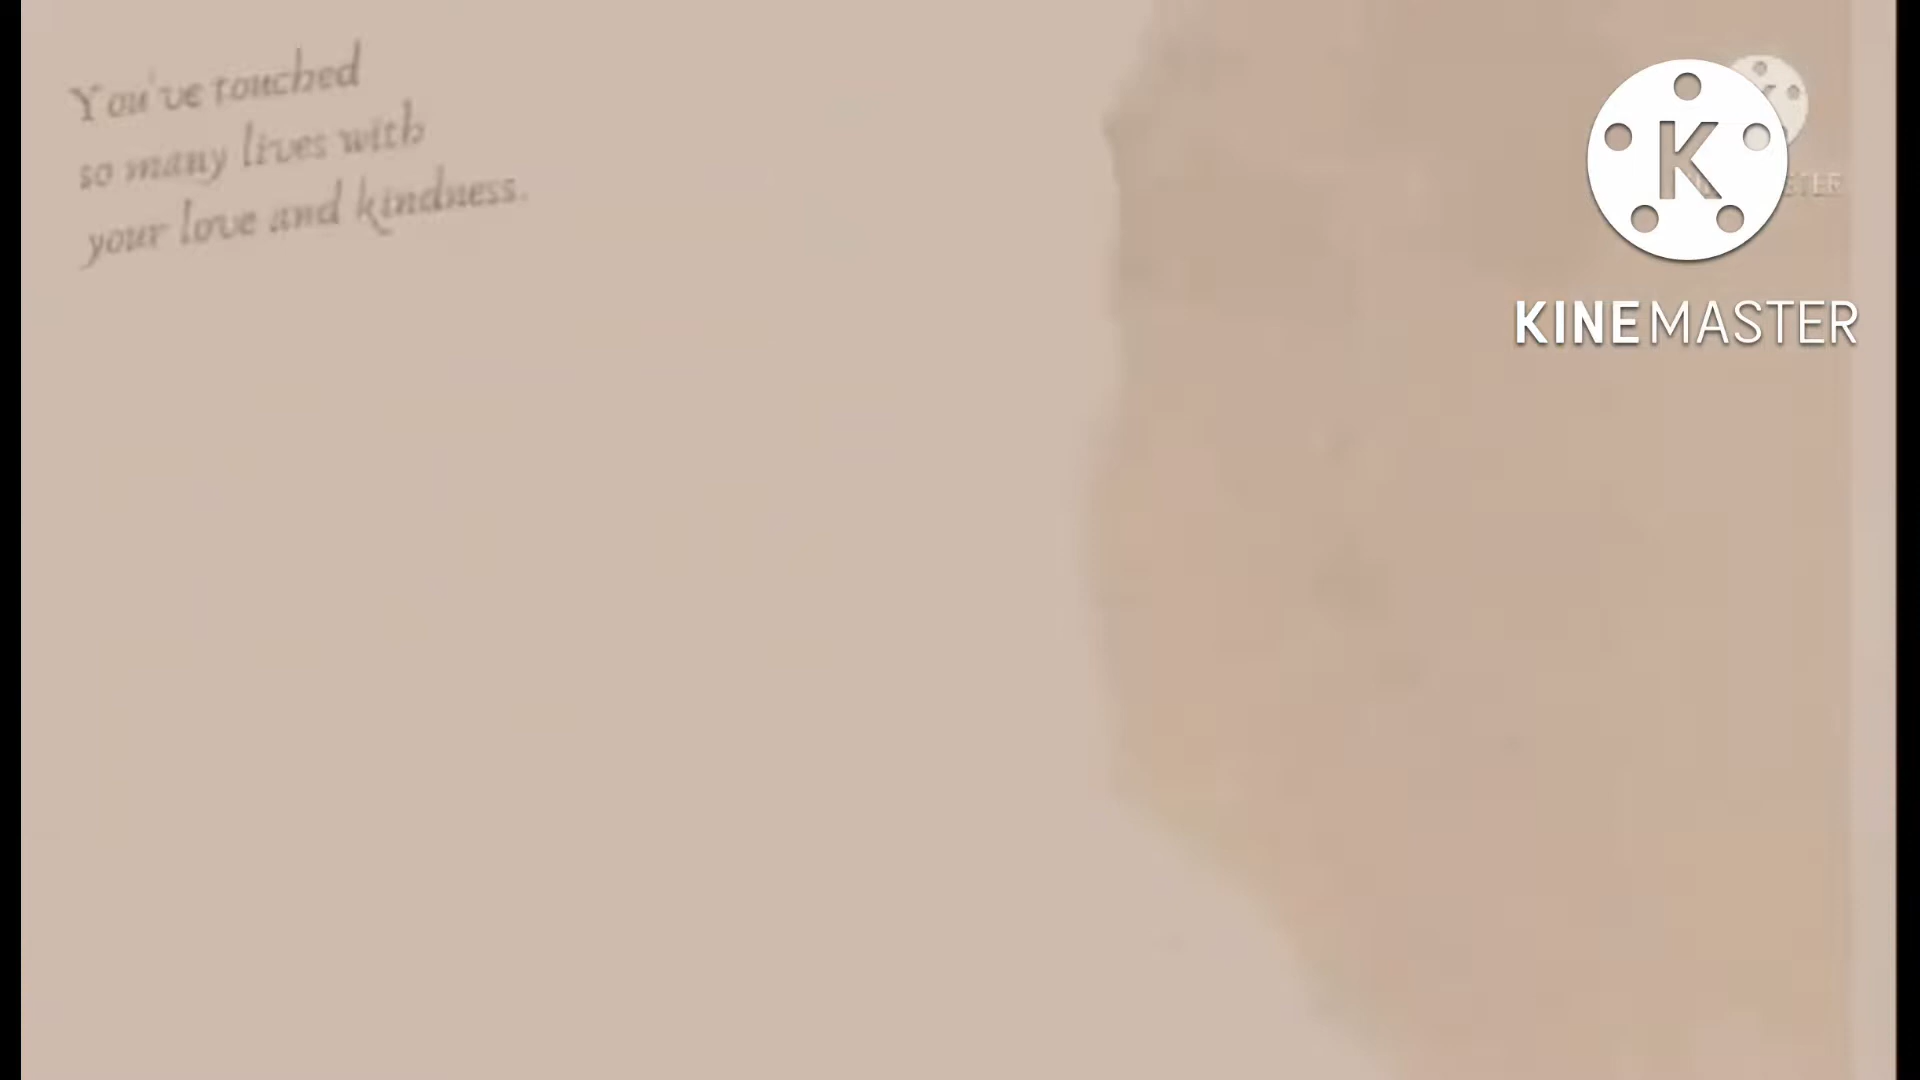 You've touched
so many lives with
your love and kindness.
K
KINEMASTER